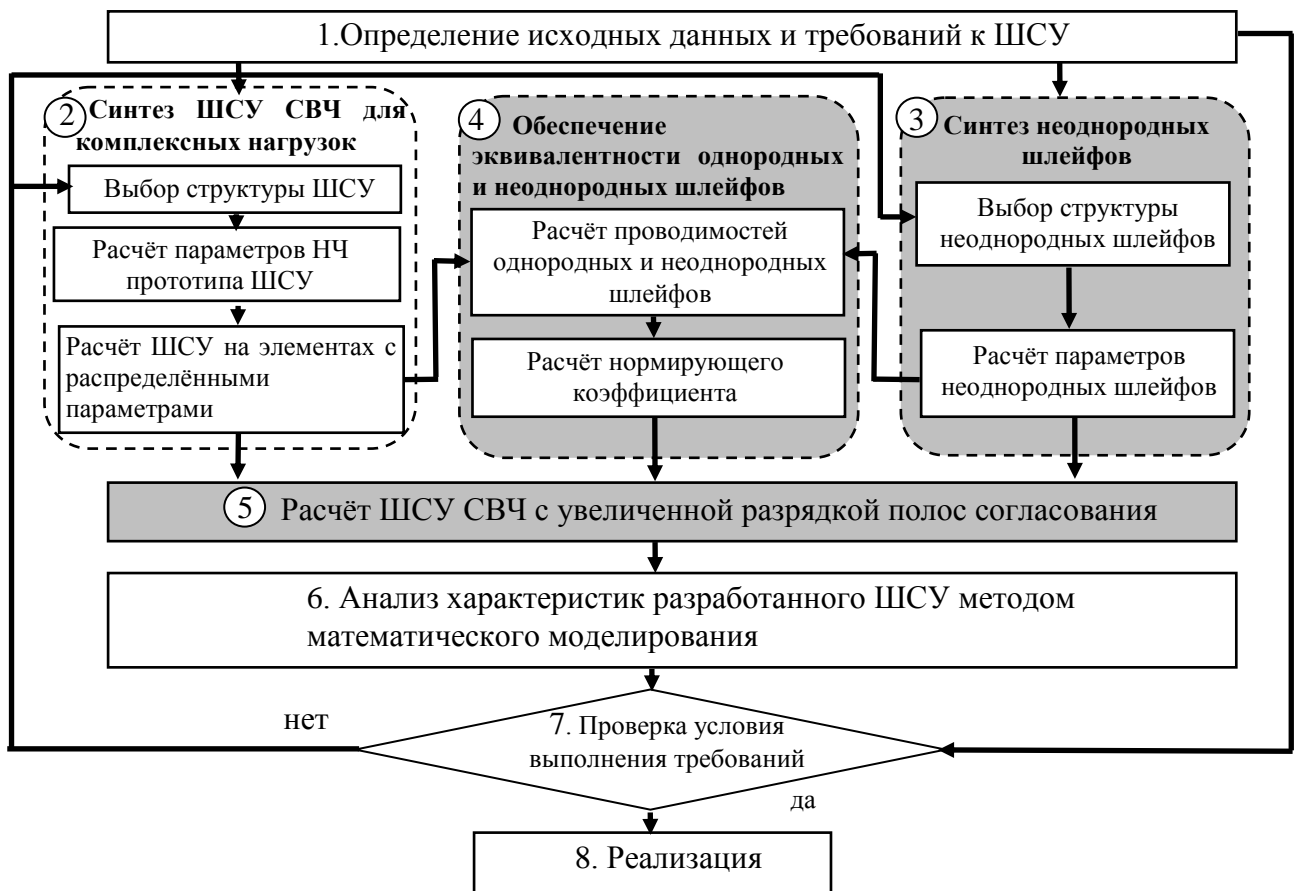 1.Определение исходных данных и требований к ШСУ
2 Синтез ШСУ СВЧ для
комплексных нагрузок
Выбор структуры ШСУ
Расчёт параметров НЧ
прототипа ШСУ
Расчёт ШСУ на элементах с
распределёнными
параметрами
4 Обеспечение
эквивалентности однородных
и неоднородных шлейфов
Расчёт проводимостей
однородных и неоднородных
шлейфов
Расчёт нормирующего
коэффициента
3 Синтез неоднородных
шлейфов
Выбор структуры
неоднородных шлейфов
Расчёт параметров
неоднородных шлейфов
5 Расчёт ШСУ СВЧ с увеличенной разрядкой полос согласования
6. Анализ характеристик разработанного ШСУ методом
математического моделирования
нет
7. Проверка условия
выполнения требований
да
8. Реализация